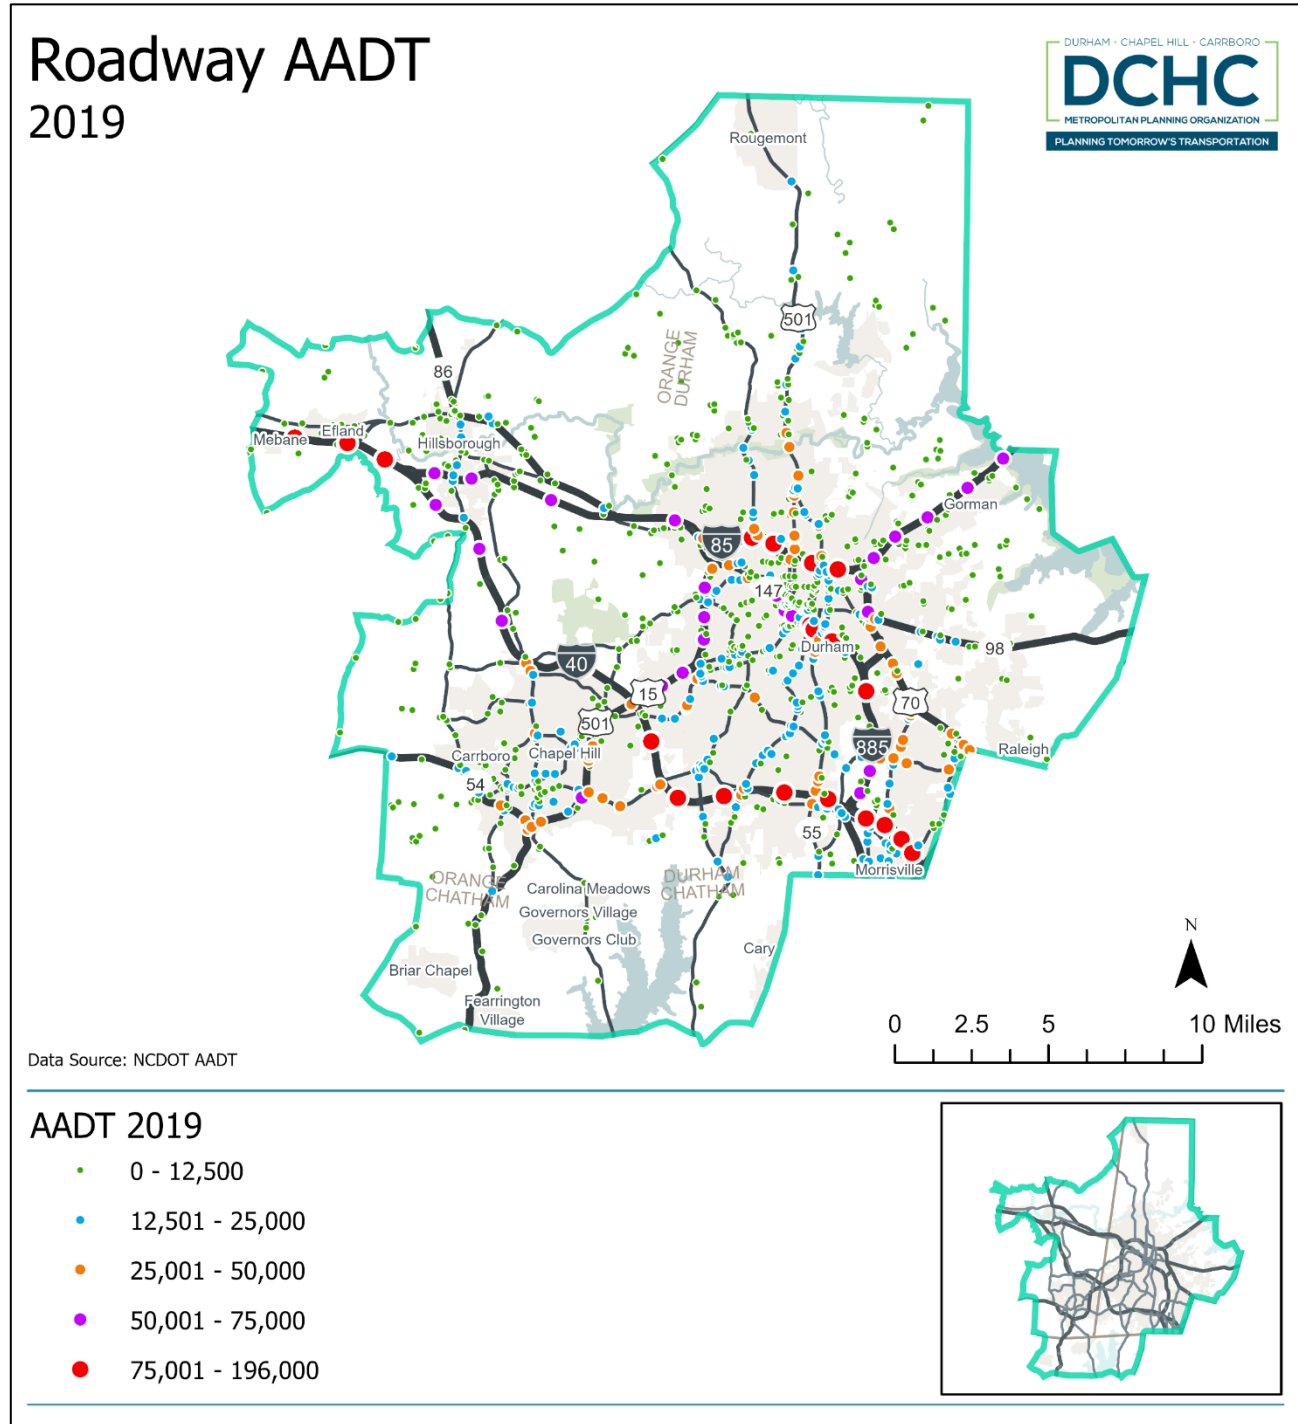 Roadway AADT
2019
DURHAM · CHAPEL HILL · CARRBORO
DCHC
METROPOLITAN PLANNING ORGANIZATION
PLANNING TOMORROW'S TRANSPORTATION
Rougemont
501
ORANGE
DURHAM
86
Mebane
Efland
Hillsborough
Gorman
85
147
Durham
98
40
15
501
70
885
Raleigh
Carrboro
Chapel Hill
54
55
Morrisville
ORANGE
CHATHAM
DURHAM
CHATHAM
Carolina Meadows
Governors Village
Governors Club
Cary
Briar Chapel
Fearrington
Village
N
0 2.5 5 10 Miles
Data Source: NCDOT AADT
AADT 2019
0 - 12,500
12,501 - 25,000
25,001 - 50,000
50,001 - 75,000
75,001 - 196,000